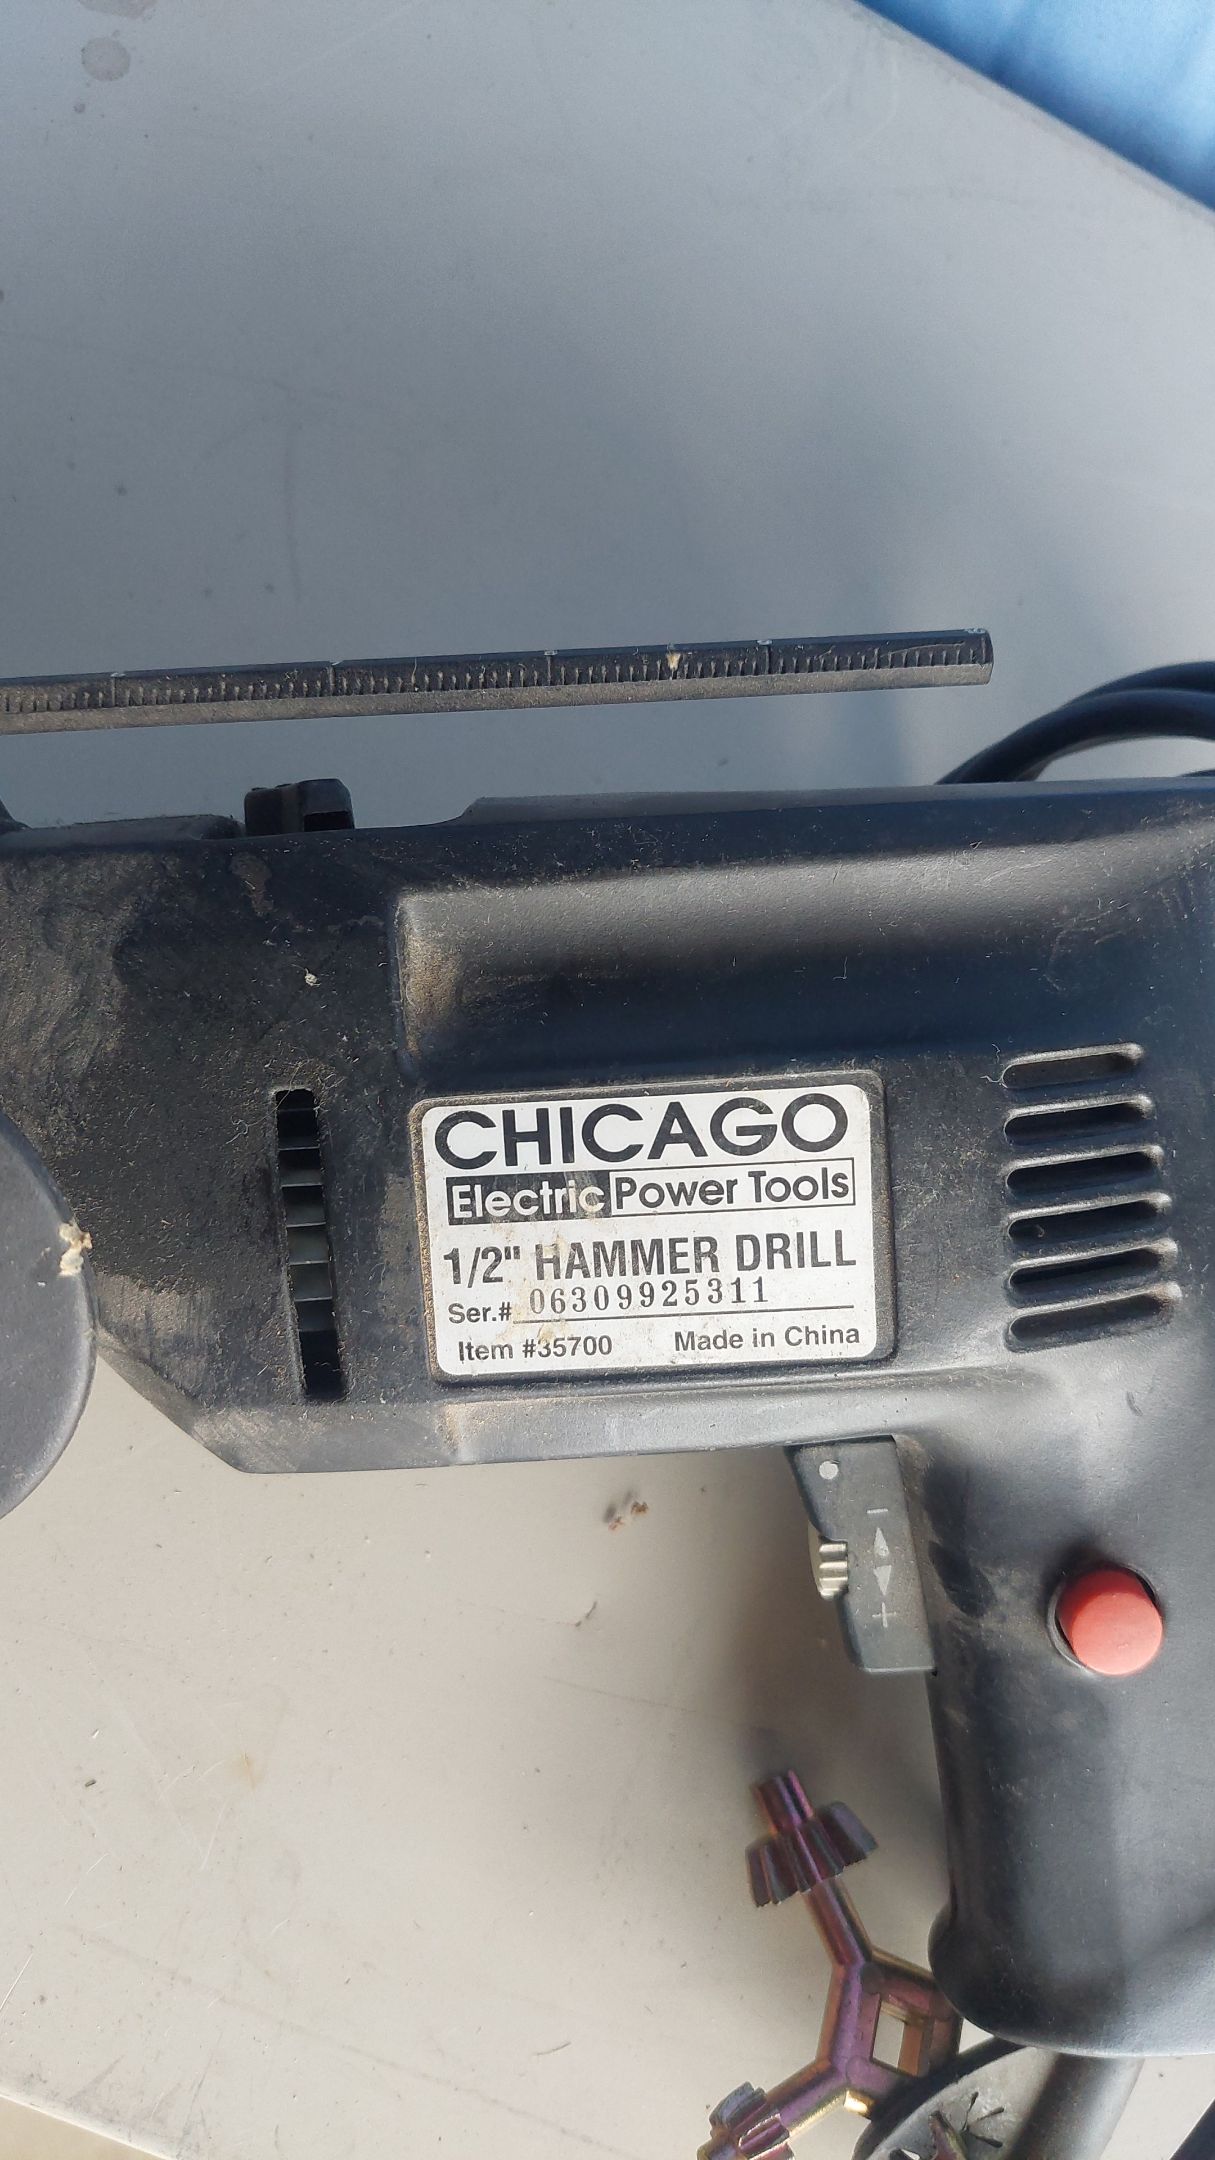 CHICAGO
Electric Power Tools
1/2" HAMMER DRILL
Ser.# 06309925311
Item #35700 Made in China
− +